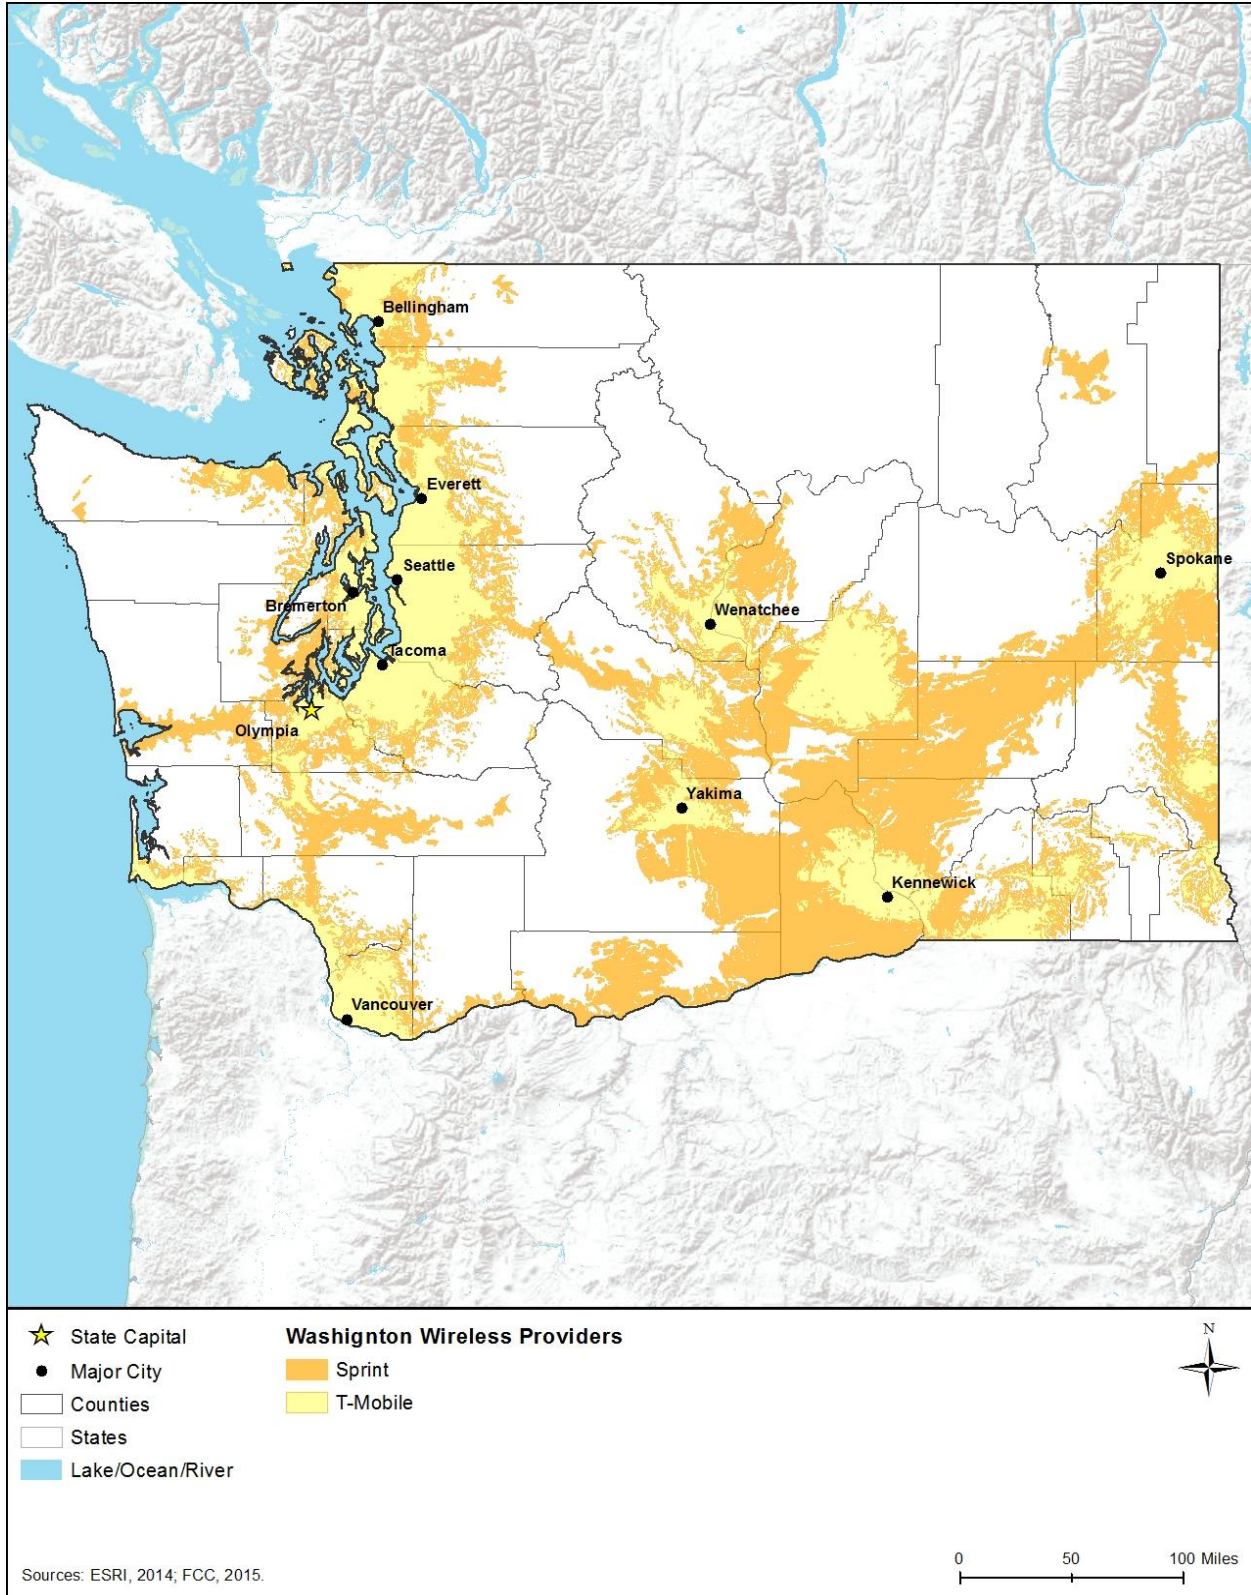 Bellingham
Everett
Seattle
Bremerton
Tacoma
Olympia
Wenatchee
Spokane
Yakima
Kennewick
Vancouver
State Capital
Major City
Counties
States
Lake/Ocean/River
Washignton Wireless Providers
Sprint
T-Mobile
N
Sources: ESRI, 2014; FCC, 2015.
0 50 100 Miles